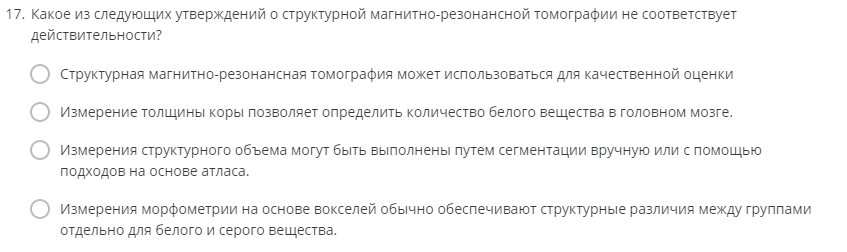 17. Какое из следующих утверждений о структурной магнитно-резонансной томографии не соответствует
действительности?
Структурная магнитно-резонансная томография может использоваться для качественной оценки
Измерение толщины коры позволяет определить количество белого вещества в головном мозге.
Измерения структурного объема могут быть выполнены путем сегментации вручную или с помощью
подходов на основе атласа.
Измерения морфометрии на основе вокселей обычно обеспечивают структурные различия между группами
отдельно для белого и серого вещества.